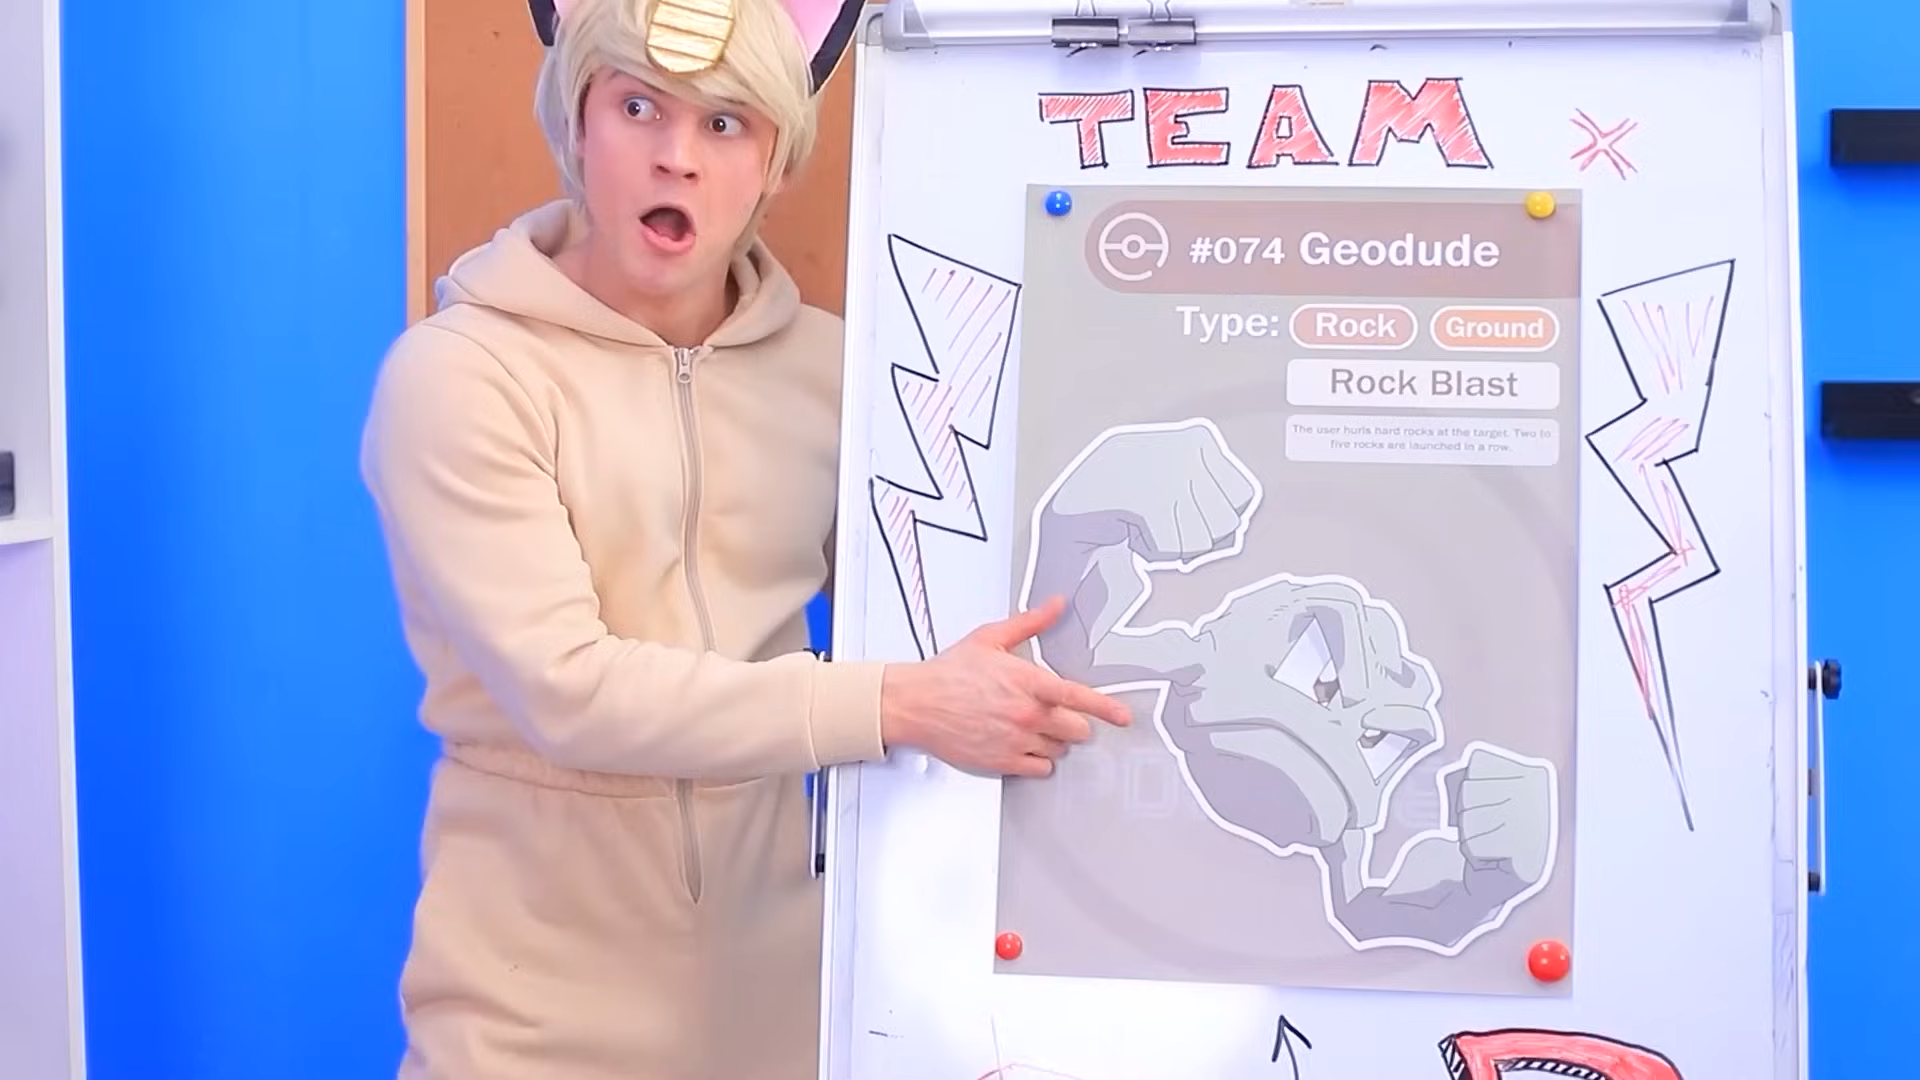 TEAM
#074 Geodude
Type: Rock Ground
Rock Blast
The user hurls hard rocks at the target. Two to
five rocks are launched in a row.